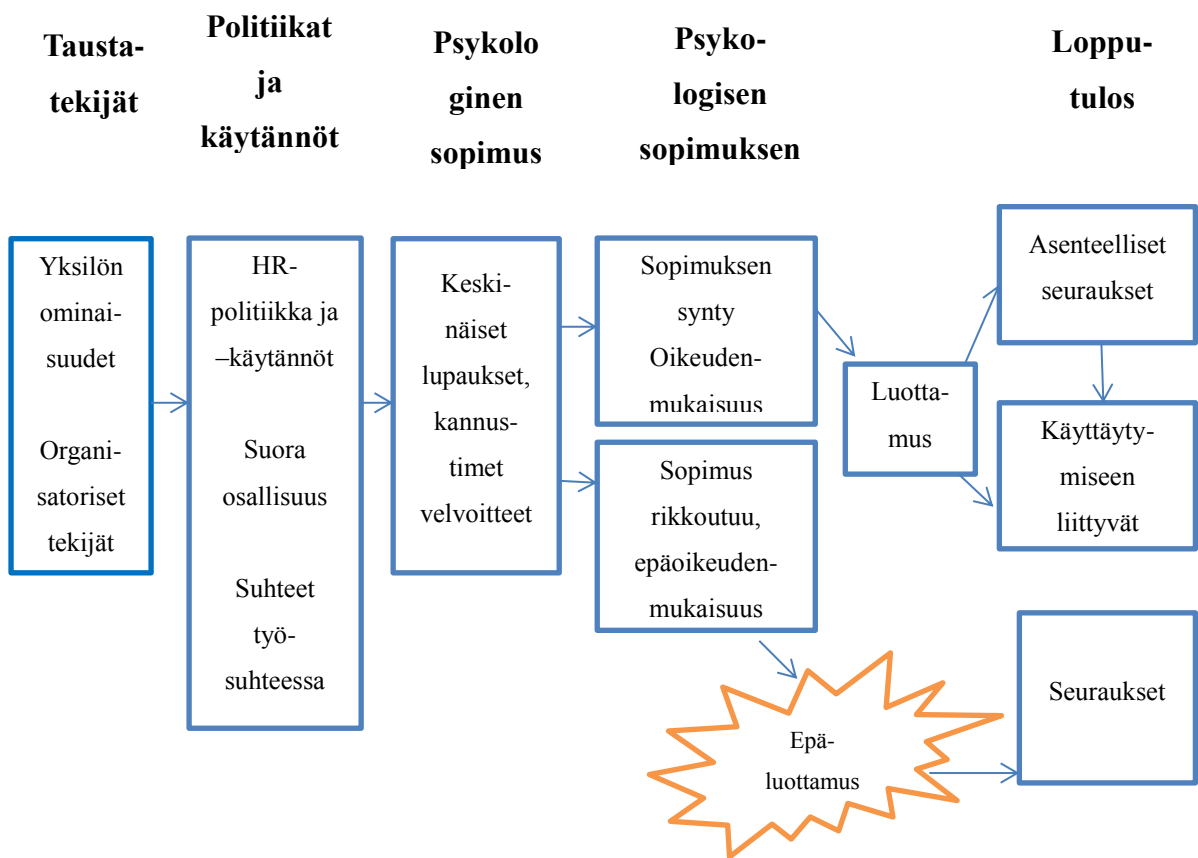 Tausta-
tekijät
Politiikat
ja
käytännöt
Psykolo
ginen
sopimus
Psyko-
logisen
sopimuksen
Loppu-
tulos
Yksilön
ominai-
suudet
Organi-
satoriset
tekijät
HR-
politiikka ja
–käytännöt
Suora
osallisuus
Suhteet
työ-
suhteessa
Keski-
näiset
lupaukset,
kannus-
timet
velvoitteet
Sopimuksen
synty
Oikeuden-
mukaisuus
Sopimus
rikkoutuu,
epäoikeuden-
mukaisuus
Luotta-
mus
Epä-
luottamus
Asenteelliset
seuraukset
Käyttäyty-
miseen
liittyvät
Seuraukset